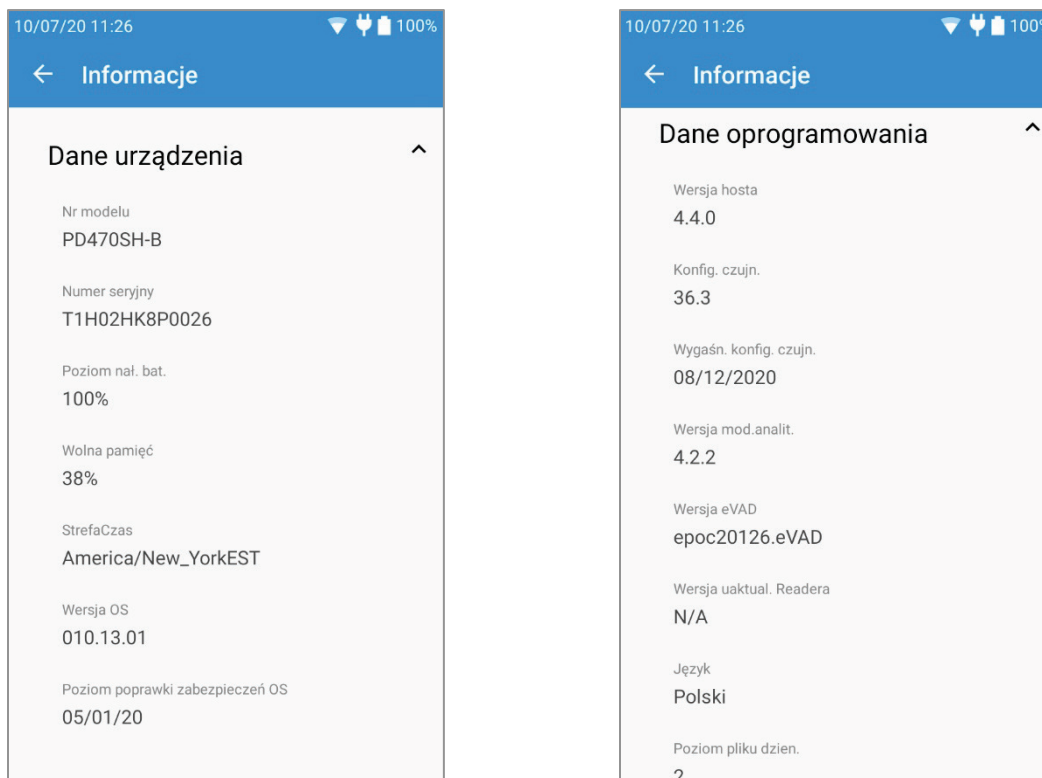 10/07/20 11:26 100%
Informacje
Dane urządzenia
Nr modelu
PD470SH-B
Numer seryjny
T1H02HK8P0026
Poziom nał. bat.
100%
Wolna pamięć
38%
StrefaCzas
America/New_YorkEST
Wersja OS
010.13.01
Poziom poprawki zabezpieczeń OS
05/01/20
10/07/20 11:26 100%
Informacje
Dane oprogramowania
Wersja hosta
4.4.0
Konfig. czujn.
36.3
Wygaśn. konfig. czujn.
08/12/2020
Wersja mod.analit.
4.2.2
Wersja eVAD
epoc20126.eVAD
Wersja uaktual. Readera
N/A
Język
Polski
Poziom pliku dzien.
2